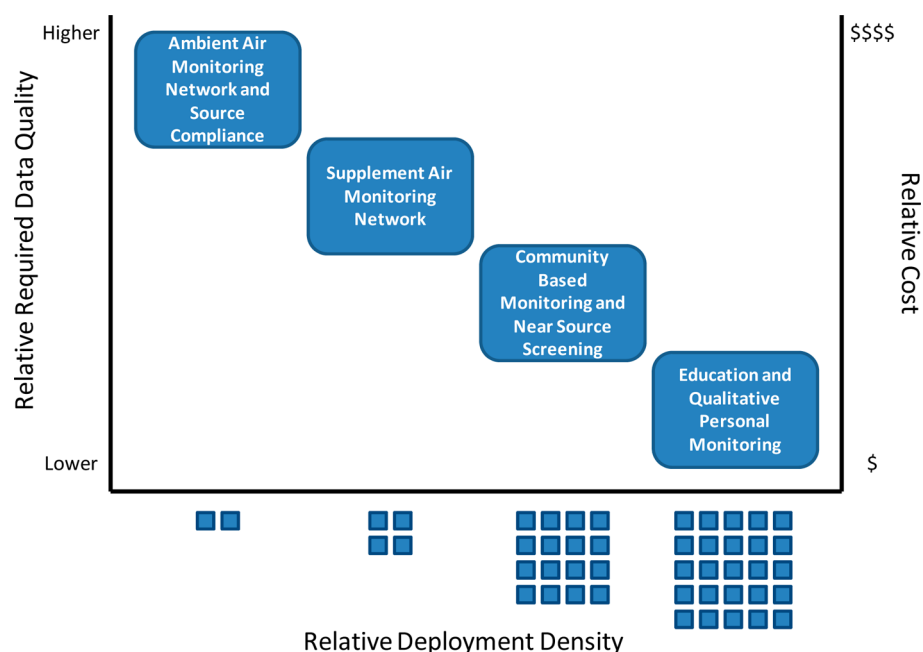 Higher
$$$$
Ambient Air
Monitoring
Network and
Source
Compliance
Supplement Air
Monitoring
Network
Community
Based
Monitoring and
Near Source
Screening
Education and
Qualitative
Personal
Monitoring
Relative Required Data Quality
Relative Cost
Lower
$
Relative Deployment Density